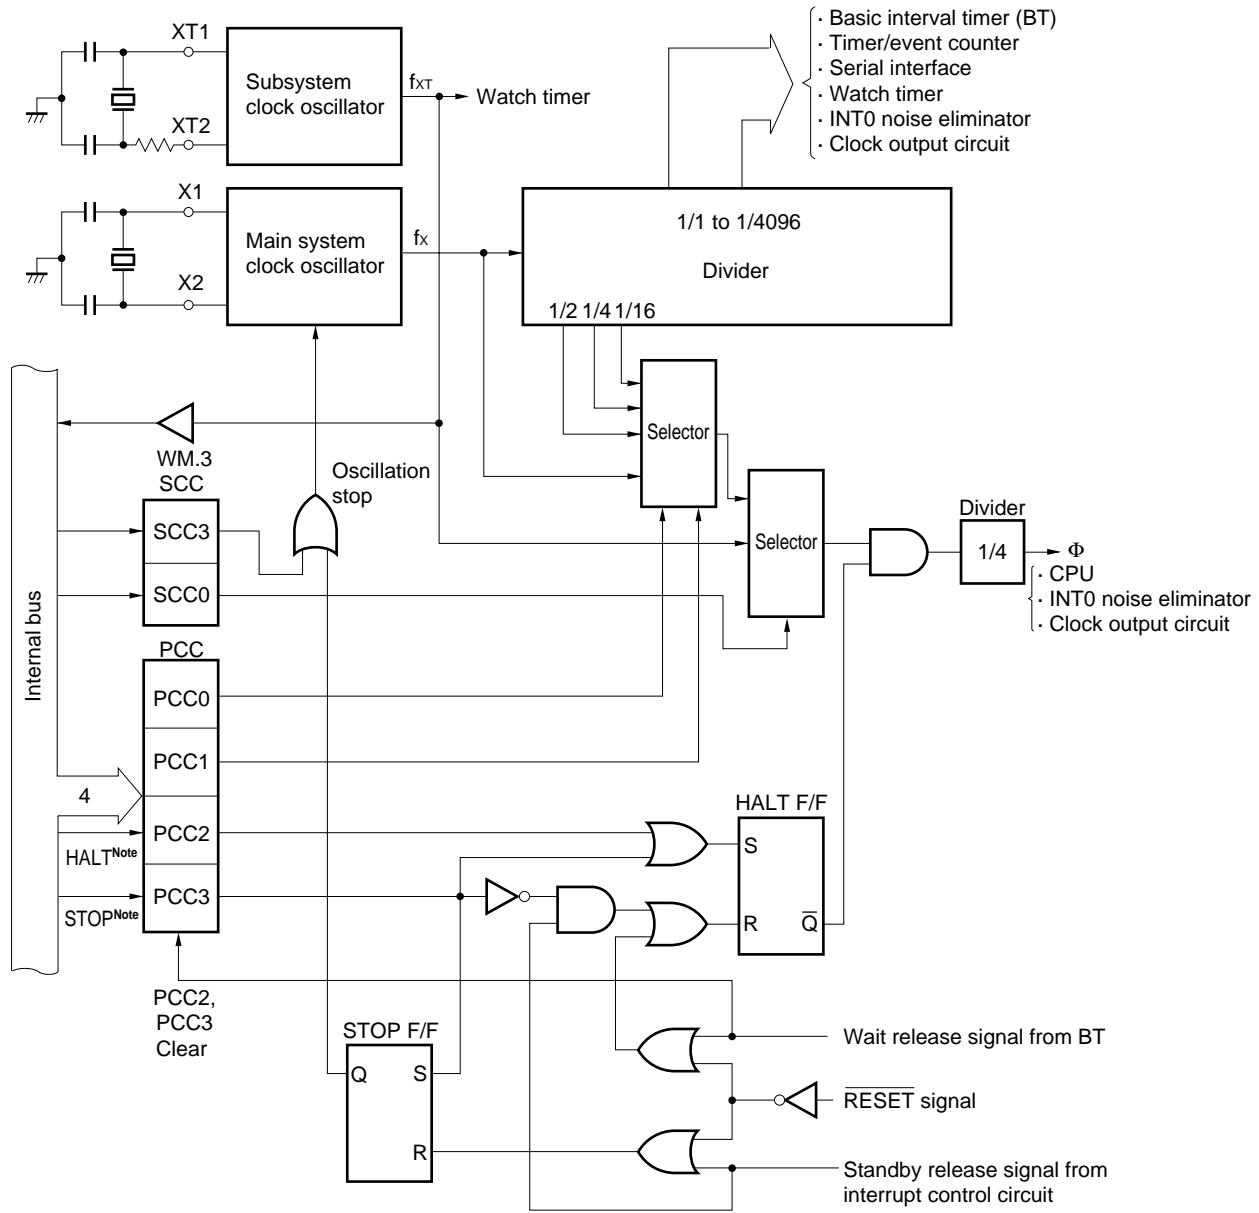 XT1
XT2
Subsystem
clock oscillator
fXT
Watch timer
· Basic interval timer (BT)
· Timer/event counter
· Serial interface
· Watch timer
· INT0 noise eliminator
· Clock output circuit
X1
X2
Main system
clock oscillator
fX
1/1 to 1/4096
Divider
1/2 1/4 1/16
Selector
Selector
Internal bus
WM.3
SCC
SCC3
SCC0
Oscillation
stop
Divider
1/4
Φ
· CPU
· INT0 noise eliminator
· Clock output circuit
PCC
PCC0
PCC1
PCC2
PCC3
4
HALTNote
STOPNote
HALT F/F
S
R
Q̅
PCC2,
PCC3
Clear
STOP F/F
Q
S
R
Wait release signal from BT
R̅E̅S̅E̅T̅ signal
Standby release signal from
interrupt control circuit